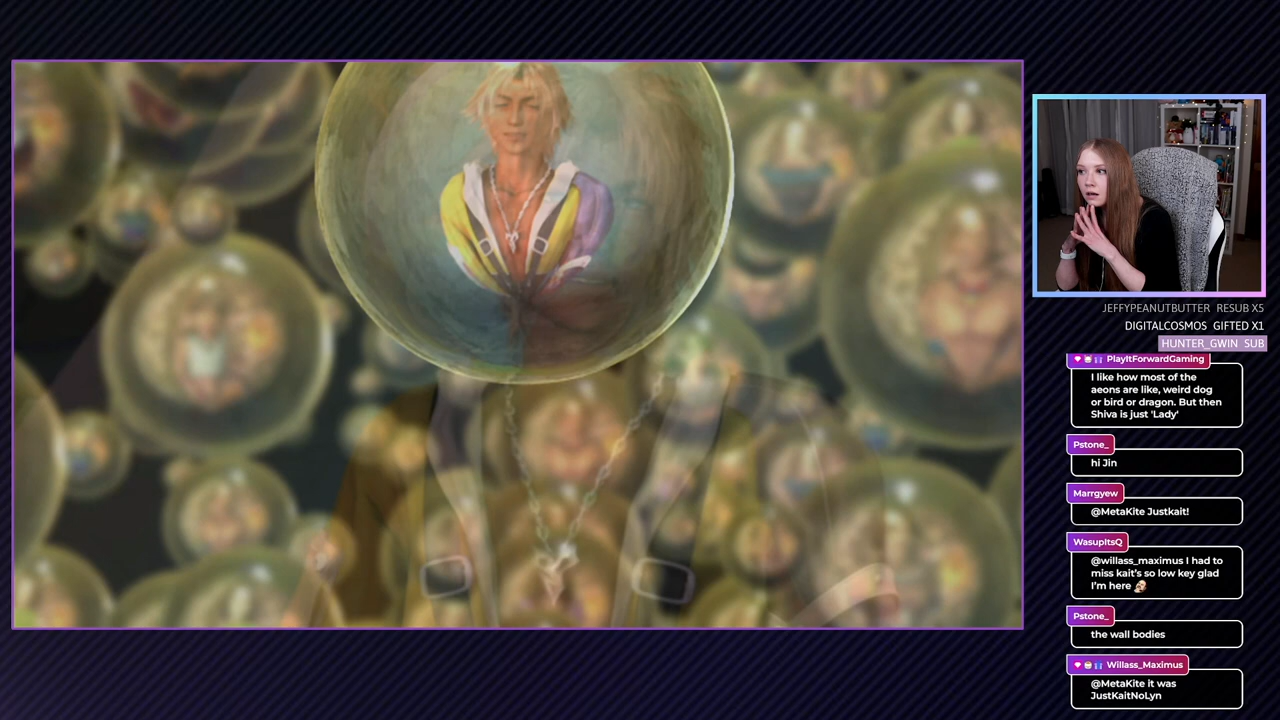 JEFFYPEANUTBUTTER RESUB X5
DIGITALCOSMOS GIFTED X1
HUNTER_GWIN SUB
PlayItForwardGaming
I like how most of the
aeons are like, weird dog
or bird or dragon. But then
Shiva is just 'Lady'
Pstone_
hi Jin
Marrgyew
@MetaKite Justkait!
WasupItsQ
@willass_maximus I had to
miss kait's so low key glad
I'm here
Pstone_
the wall bodies
Willass_Maximus
@MetaKite it was
JustKaitNoLyn